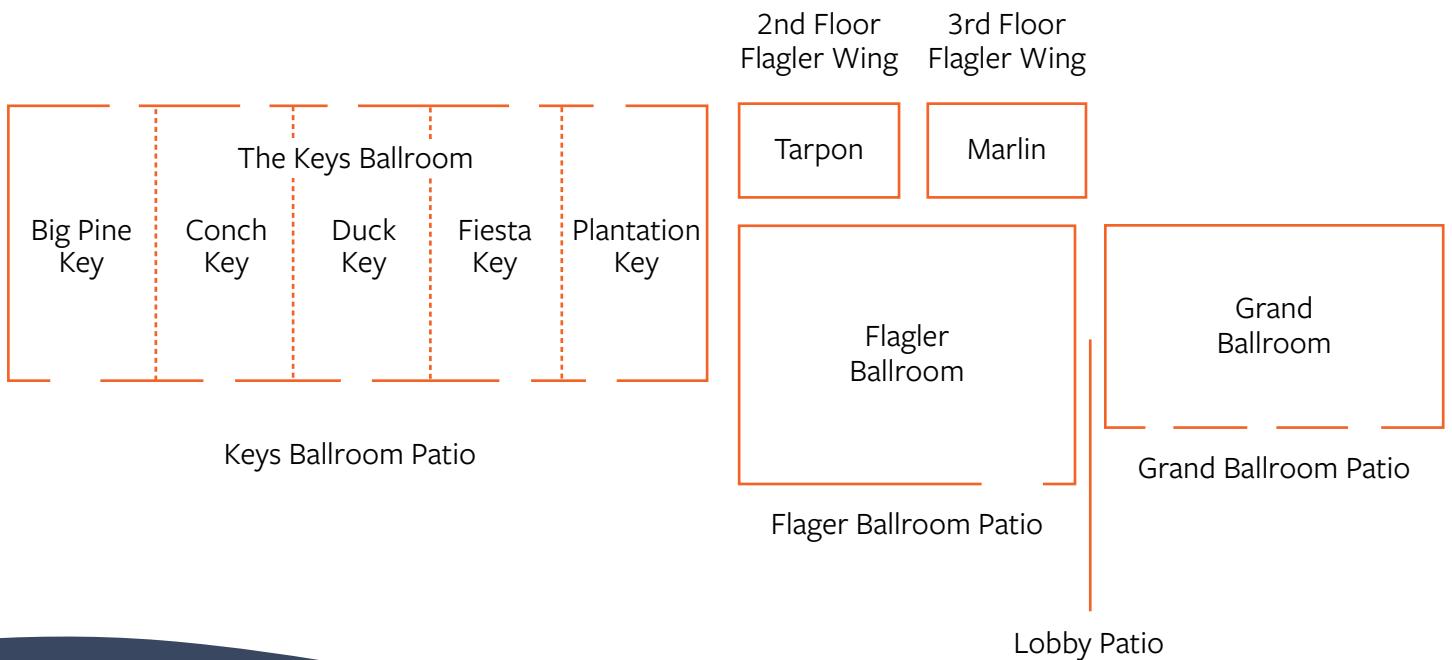 2nd Floor
Flagler Wing
3rd Floor
Flagler Wing
The Keys Ballroom
Big Pine
Key
Conch
Key
Duck
Key
Fiesta
Key
Plantation
Key
Keys Ballroom Patio
Tarpon
Marlin
Flagler
Ballroom
Flager Ballroom Patio
Grand
Ballroom
Grand Ballroom Patio
Lobby Patio